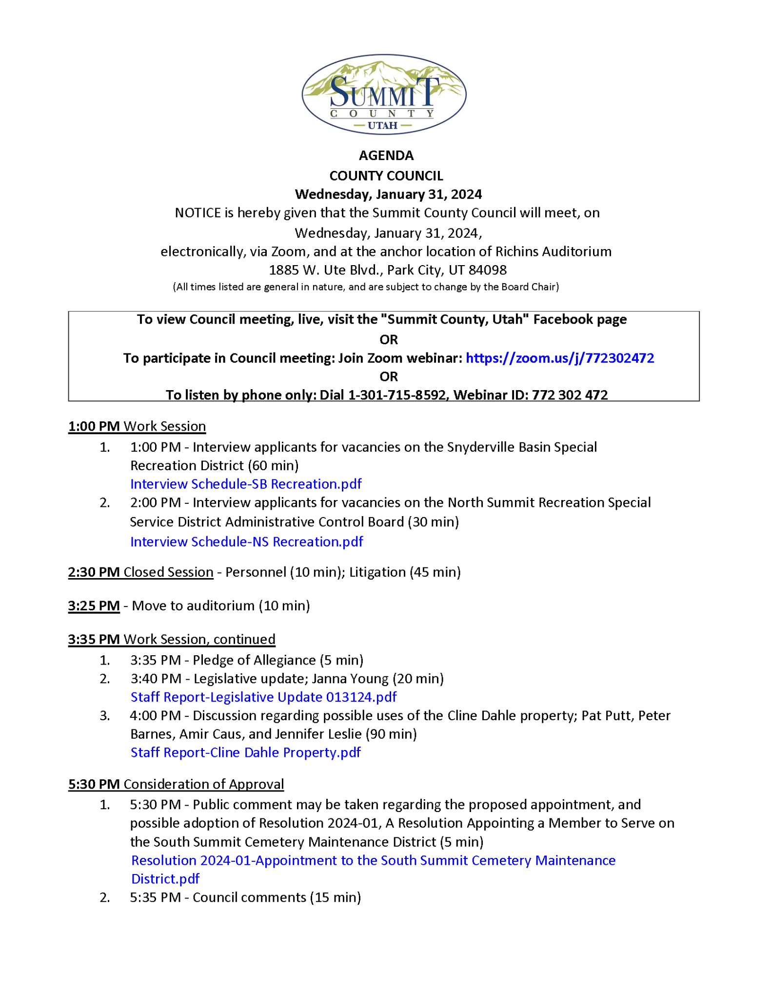 SUMMIT
COUNTY
UTAH
AGENDA
COUNTY COUNCIL
Wednesday, January 31, 2024
NOTICE is hereby given that the Summit County Council will meet, on
Wednesday, January 31, 2024,
electronically, via Zoom, and at the anchor location of Richins Auditorium
1885 W. Ute Blvd., Park City, UT 84098
(All times listed are general in nature, and are subject to change by the Board Chair)
To view Council meeting, live, visit the "Summit County, Utah" Facebook page
OR
To participate in Council meeting: Join Zoom webinar: https://zoom.us/j/772302472
OR
To listen by phone only: Dial 1-301-715-8592, Webinar ID: 772 302 472
1:00 PM Work Session
1. 1:00 PM - Interview applicants for vacancies on the Snyderville Basin Special
Recreation District (60 min)
Interview Schedule-SB Recreation.pdf
2. 2:00 PM - Interview applicants for vacancies on the North Summit Recreation Special
Service District Administrative Control Board (30 min)
Interview Schedule-NS Recreation.pdf
2:30 PM Closed Session - Personnel (10 min); Litigation (45 min)
3:25 PM - Move to auditorium (10 min)
3:35 PM Work Session, continued
1. 3:35 PM - Pledge of Allegiance (5 min)
2. 3:40 PM - Legislative update; Janna Young (20 min)
Staff Report-Legislative Update 013124.pdf
3. 4:00 PM - Discussion regarding possible uses of the Cline Dahle property; Pat Putt, Peter
Barnes, Amir Caus, and Jennifer Leslie (90 min)
Staff Report-Cline Dahle Property.pdf
5:30 PM Consideration of Approval
1. 5:30 PM - Public comment may be taken regarding the proposed appointment, and
possible adoption of Resolution 2024-01, A Resolution Appointing a Member to Serve on
the South Summit Cemetery Maintenance District (5 min)
Resolution 2024-01-Appointment to the South Summit Cemetery Maintenance
District.pdf
2. 5:35 PM - Council comments (15 min)